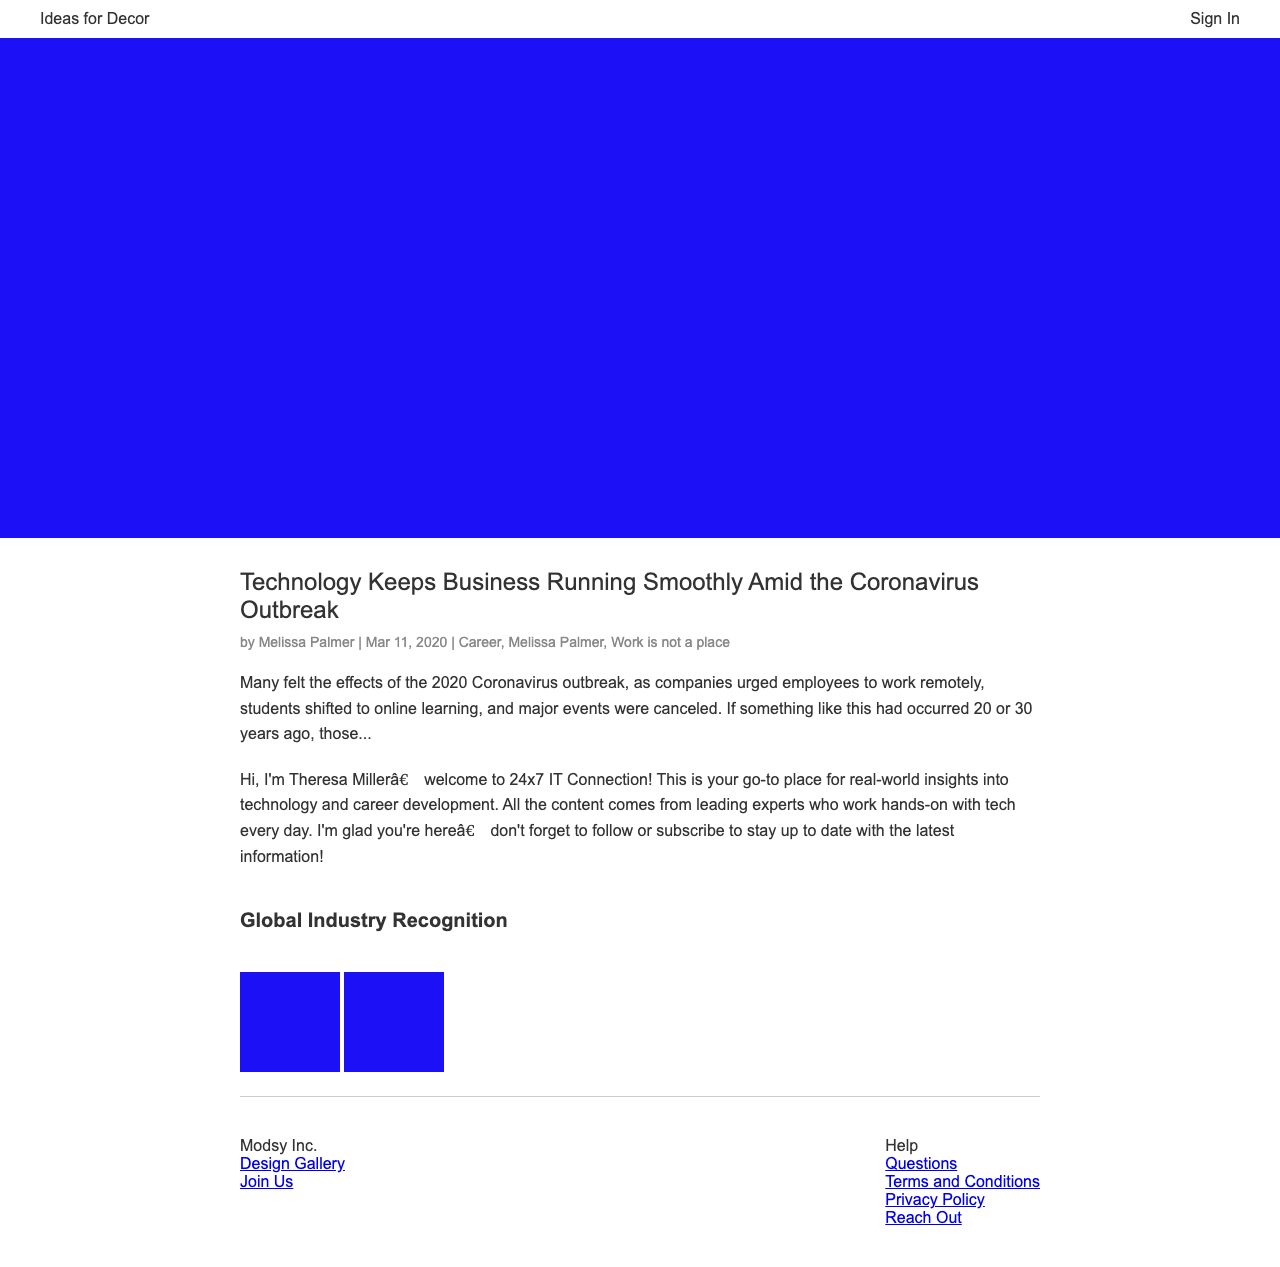 Ideas for Decor
Sign In
Technology Keeps Business Running Smoothly Amid the Coronavirus
Outbreak
by Melissa Palmer | Mar 11, 2020 | Career, Melissa Palmer, Work is not a place
Many felt the effects of the 2020 Coronavirus outbreak, as companies urged employees to work remotely,
students shifted to online learning, and major events were canceled. If something like this had occurred 20 or 30
years ago, those...
Hi, I'm Theresa Millerâ€ welcome to 24x7 IT Connection! This is your go-to place for real-world insights into
technology and career development. All the content comes from leading experts who work hands-on with tech
every day. I'm glad you're hereâ€ don't forget to follow or subscribe to stay up to date with the latest
information!
Global Industry Recognition
Modsy Inc.
Design Gallery
Join Us
Help
Questions
Terms and Conditions
Privacy Policy
Reach Out